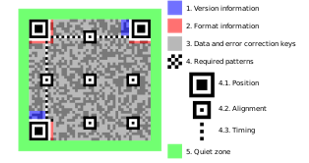 1. Version information
2. Format information
3. Data and error correction keys
4. Required patterns
4.1. Position
4.2. Alignment
4.3. Timing
5. Quiet zone